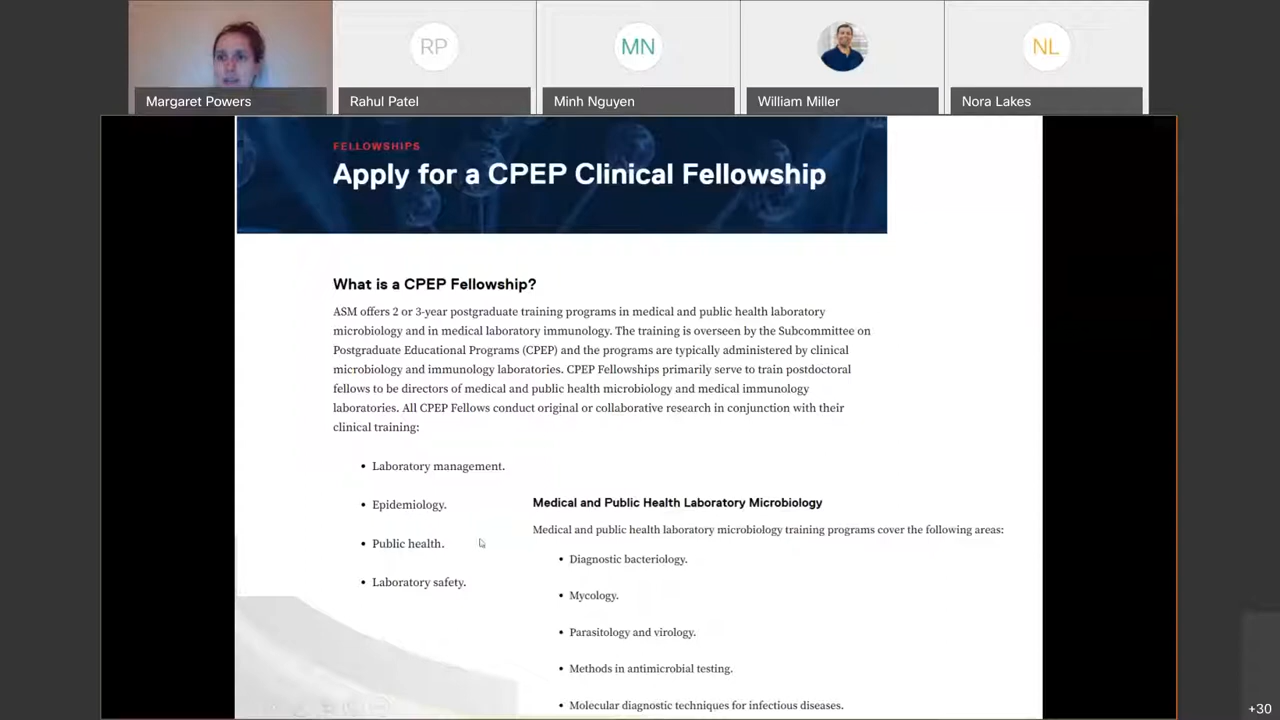 RP
MN
NL
Margaret Powers
Rahul Patel
Minh Nguyen
William Miller
Nora Lakes
FELLOWSHIPS
Apply for a CPEP Clinical Fellowship
What is a CPEP Fellowship?
ASM offers 2 or 3-year postgraduate training programs in medical and public health laboratory
microbiology and in medical laboratory immunology. The training is overseen by the Subcommittee on
Postgraduate Educational Programs (CPEP) and the programs are typically administered by clinical
microbiology and immunology laboratories. CPEP Fellowships primarily serve to train postdoctoral
fellows to be directors of medical and public health microbiology and medical immunology
laboratories. All CPEP Fellows conduct original or collaborative research in conjunction with their
clinical training:
• Laboratory management.
• Epidemiology.
• Public health.
• Laboratory safety.
Medical and Public Health Laboratory Microbiology
Medical and public health laboratory microbiology training programs cover the following areas:
• Diagnostic bacteriology.
• Mycology.
• Parasitology and virology.
• Methods in antimicrobial testing.
• Molecular diagnostic techniques for infectious diseases.
+30